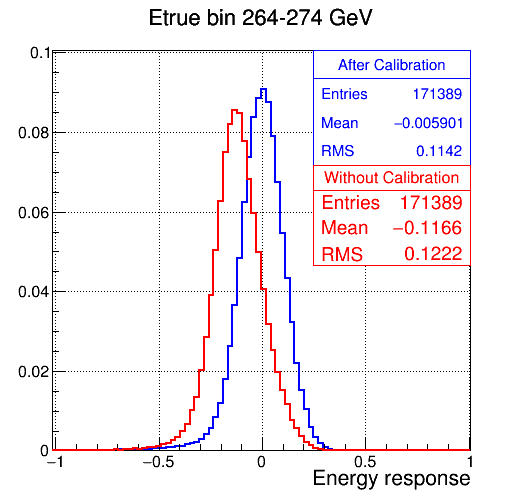 Etrue bin 264-274 GeV
0.1
0.08
0.06
0.04
0.02
0
After Calibration
Entries 171389
Mean −0.005901
RMS 0.1142
Without Calibration
Entries 171389
Mean −0.1166
RMS 0.1222
−1 −0.5 0 0.5 1
Energy response